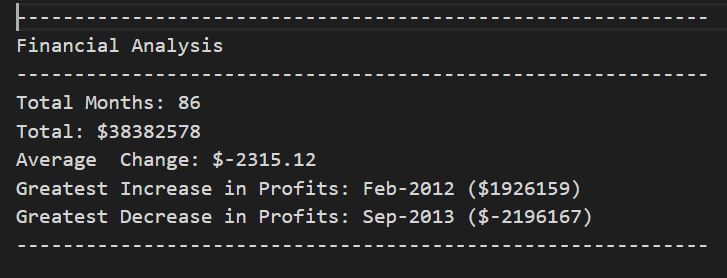 ------------------------------------------------------------
Financial Analysis
------------------------------------------------------------
Total Months: 86
Total: $38382578
Average  Change: $-2315.12
Greatest Increase in Profits: Feb-2012 ($1926159)
Greatest Decrease in Profits: Sep-2013 ($-2196167)
------------------------------------------------------------